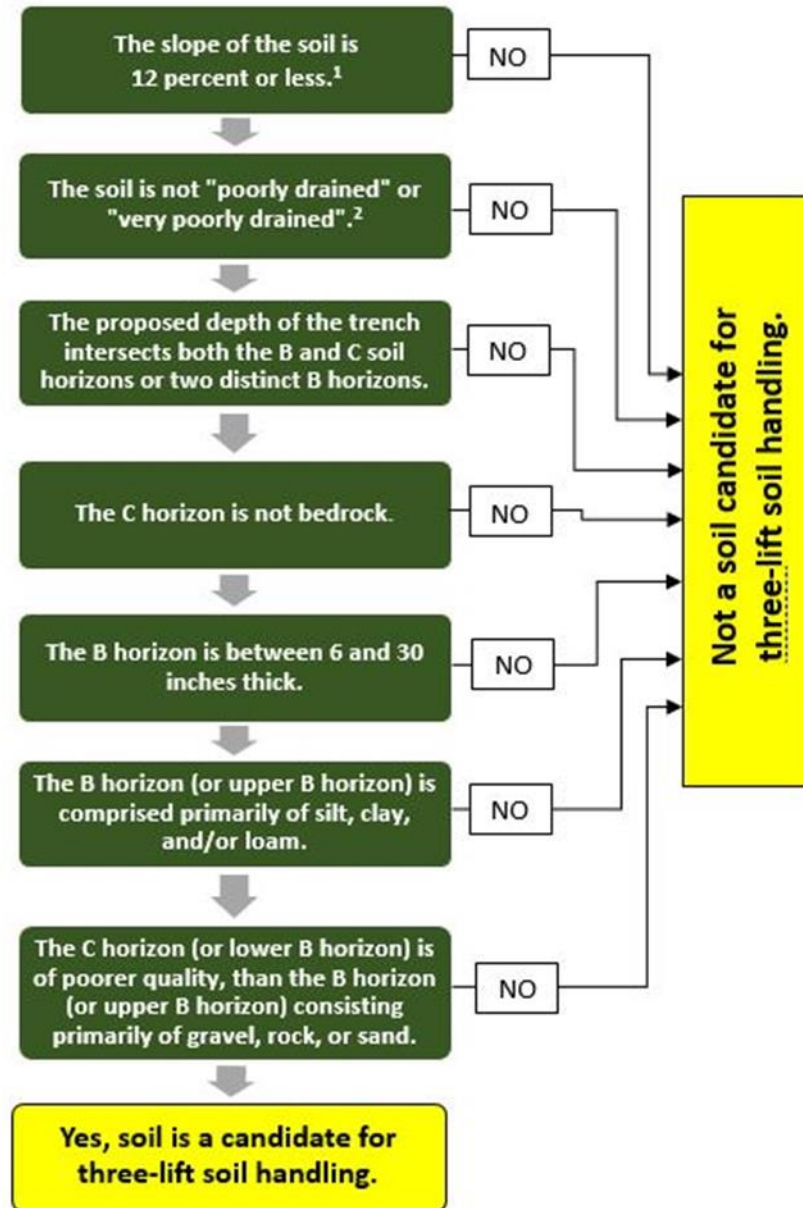 The slope of the soil is
12 percent or less.¹
NO
The soil is not "poorly drained" or
"very poorly drained".²
NO
The proposed depth of the trench
intersects both the B and C soil
horizons or two distinct B horizons.
NO
The C horizon is not bedrock.
NO
The B horizon is between 6 and 30
inches thick.
NO
The B horizon (or upper B horizon) is
comprised primarily of silt, clay,
and/or loam.
NO
The C horizon (or lower B horizon) is
of poorer quality, than the B horizon
(or upper B horizon) consisting
primarily of gravel, rock, or sand.
NO
Yes, soil is a candidate for
three-lift soil handling.
Not a soil candidate for
three-lift soil handling.